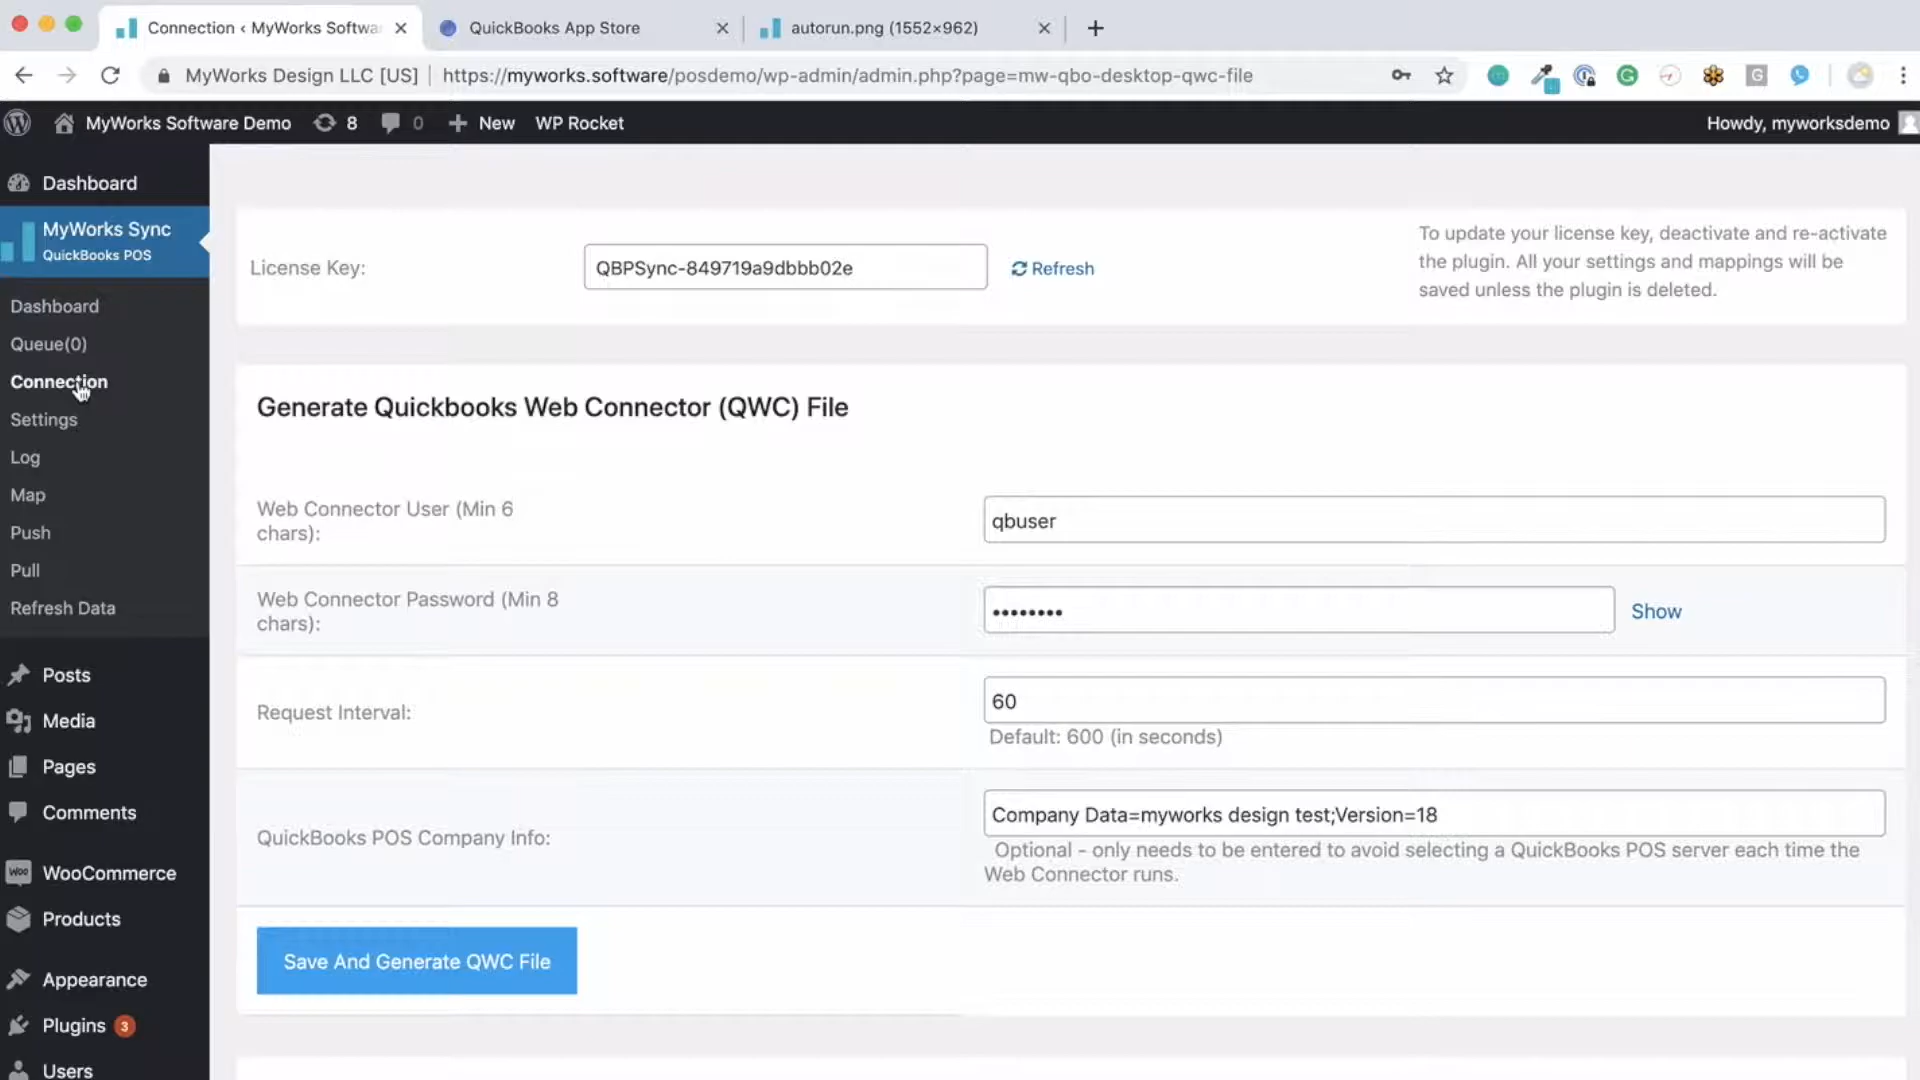 Connection ‹ MyWorks Softwa
QuickBooks App Store
autorun.png (1552×962)
MyWorks Design LLC [US]
https://myworks.software/posdemo/wp-admin/admin.php?page=mw-qbo-desktop-qwc-file
MyWorks Software Demo
8
0
New
WP Rocket
Howdy, myworksdemo
Dashboard
MyWorks Sync
QuickBooks POS
Dashboard
Queue(0)
Connection
Settings
Log
Map
Push
Pull
Refresh Data
Posts
Media
Pages
Comments
WooCommerce
Products
Appearance
Plugins 3
Users
License Key:
QBPSync-849719a9dbbb02e
Refresh
To update your license key, deactivate and re-activate
the plugin. All your settings and mappings will be
saved unless the plugin is deleted.
Generate Quickbooks Web Connector (QWC) File
Web Connector User (Min 6
chars):
qbuser
Web Connector Password (Min 8
chars):
••••••••
Show
Request Interval:
60
Default: 600 (in seconds)
QuickBooks POS Company Info:
Company Data=myworks design test;Version=18
Optional - only needs to be entered to avoid selecting a QuickBooks POS server each time the
Web Connector runs.
Save And Generate QWC File